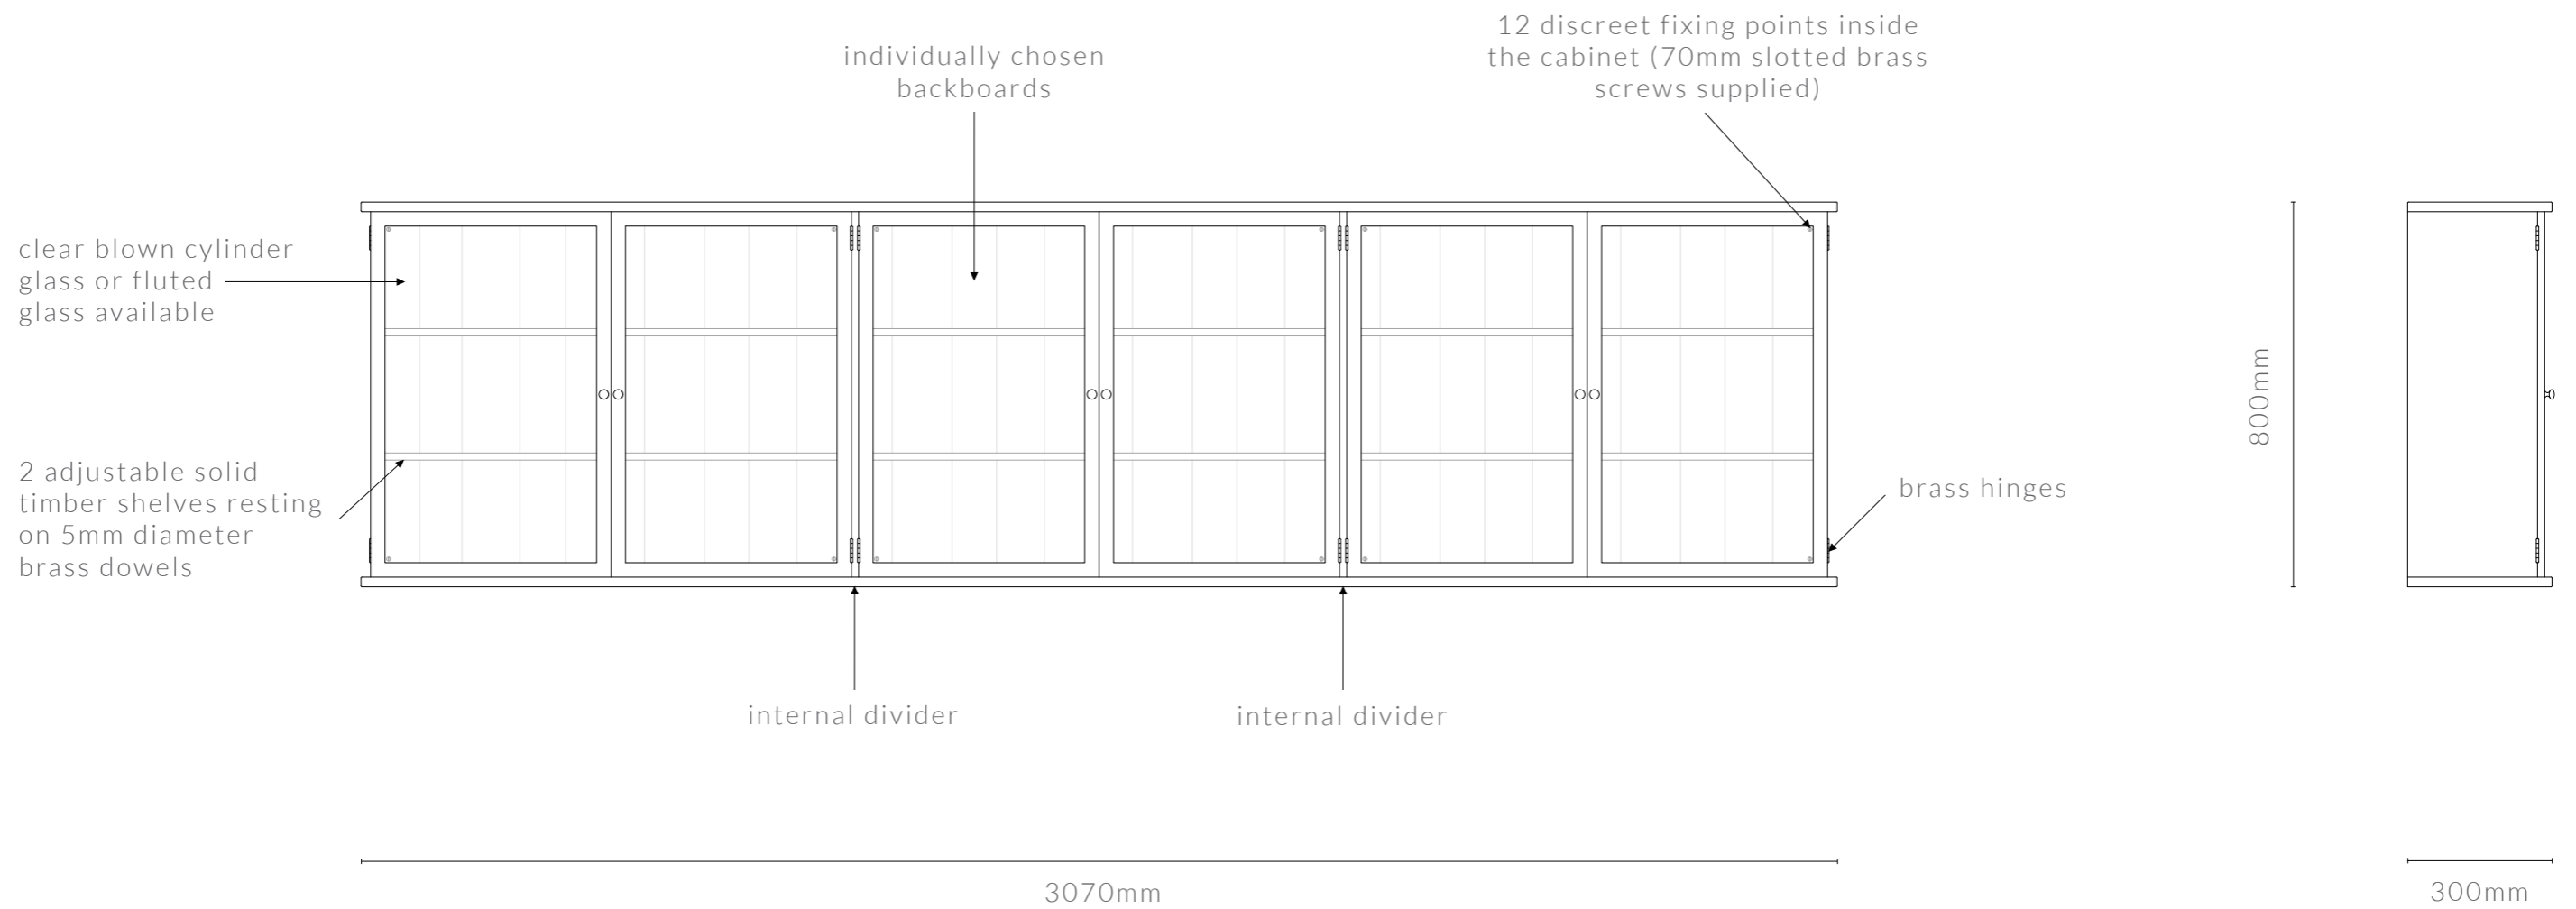 12 discreet fixing points inside
the cabinet (70mm slotted brass
screws supplied)
individually chosen
backboards
clear blown cylinder
glass or fluted
glass available
800mm
2 adjustable solid
timber shelves resting
on 5mm diameter
brass dowels
brass hinges
internal divider
internal divider
3070mm
300mm